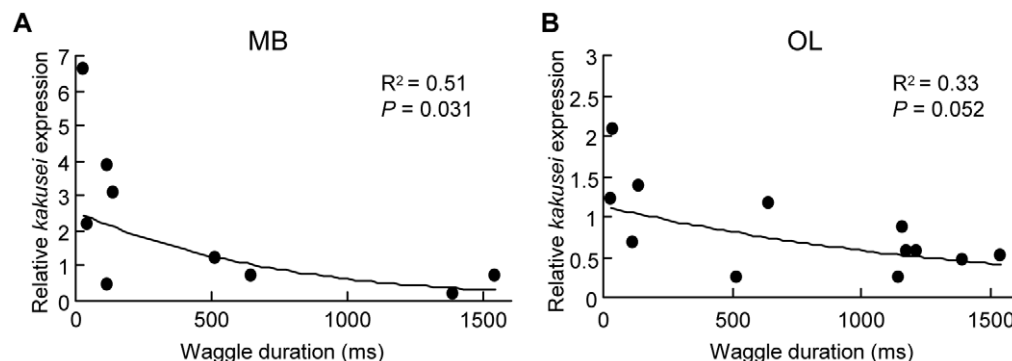 A
MB
R² = 0.51
P = 0.031
Relative kakusei expression
7
6
5
4
3
2
1
0
0
500
1000
1500
Waggle duration (ms)
B
OL
R² = 0.33
P = 0.052
Relative kakusei expression
3
2.5
2
1.5
1
0.5
0
0
500
1000
1500
Waggle duration (ms)